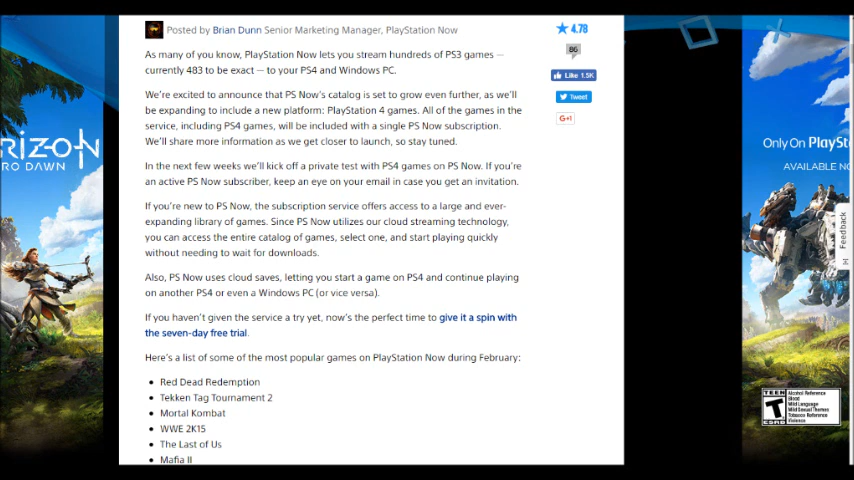 Posted by Brian Dunn Senior Marketing Manager, PlayStation Now
4.78
86
Like 1.5K
Tweet
G+1
As many of you know, PlayStation Now lets you stream hundreds of PS3 games —
currently 483 to be exact — to your PS4 and Windows PC.
We're excited to announce that PS Now's catalog is set to grow even further, as we'll
be expanding to include a new platform: PlayStation 4 games. All of the games in the
service, including PS4 games, will be included with a single PS Now subscription.
We'll share more information as we get closer to launch, so stay tuned.
In the next few weeks we'll kick off a private test with PS4 games on PS Now. If you're
an active PS Now subscriber, keep an eye on your email in case you get an invitation.
If you're new to PS Now, the subscription service offers access to a large and ever-
expanding library of games. Since PS Now utilizes our cloud streaming technology,
you can access the entire catalog of games, select one, and start playing quickly
without needing to wait for downloads.
Also, PS Now uses cloud saves, letting you start a game on PS4 and continue playing
on another PS4 or even a Windows PC (or vice versa).
If you haven't given the service a try yet, now's the perfect time to give it a spin with
the seven-day free trial.
Here's a list of some of the most popular games on PlayStation Now during February:
• Red Dead Redemption
• Tekken Tag Tournament 2
• Mortal Kombat
• WWE 2K15
• The Last of Us
• Mafia II
RIZON
RO DAWN
Only On PlaySt
AVAILABLE NO
Feedback
TEEN
T
ESRB
Alcohol Reference
Blood
Mild Language
Mild Sexual Themes
Tobacco Reference
Violence